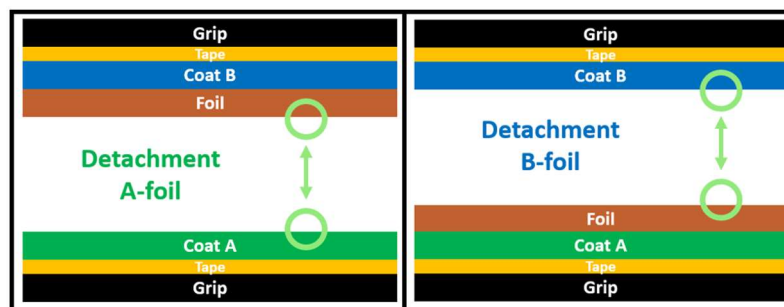 Grip
Tape
Coat B
Foil
Detachment
A-foil
Coat A
Tape
Grip
Grip
Tape
Coat B
Detachment
B-foil
Foil
Coat A
Tape
Grip